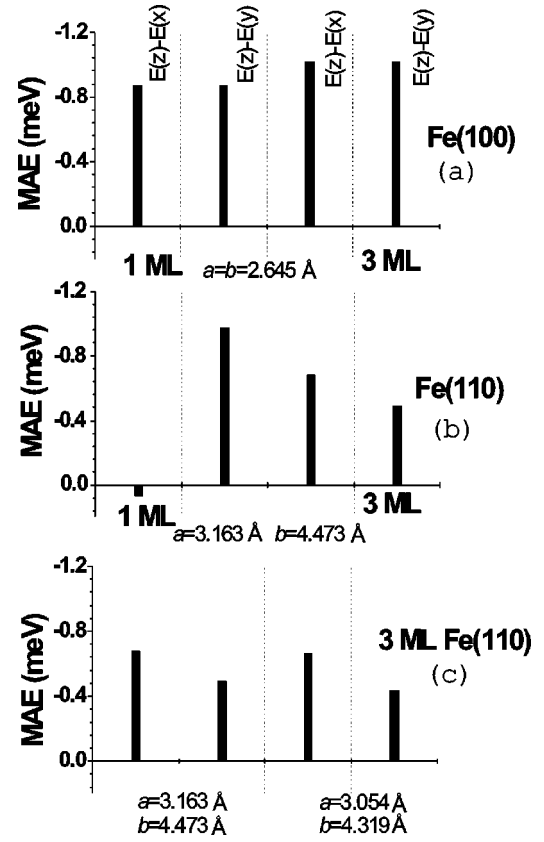 E(z)-E(x)
E(z)-E(y)
E(z)-E(x)
E(z)-E(y)
-1.2
-0.8
-0.4
0.0
MAE (meV)
Fe(100)
(a)
1 ML
a=b=2.645 Å
3 ML
-1.2
-0.8
-0.4
0.0
MAE (meV)
Fe(110)
(b)
1 ML
3 ML
a=3.163 Å b=4.473 Å
-1.2
-0.8
-0.4
0.0
MAE (meV)
3 ML Fe(110)
(c)
a=3.163 Å
b=4.473 Å
a=3.054 Å
b=4.319 Å